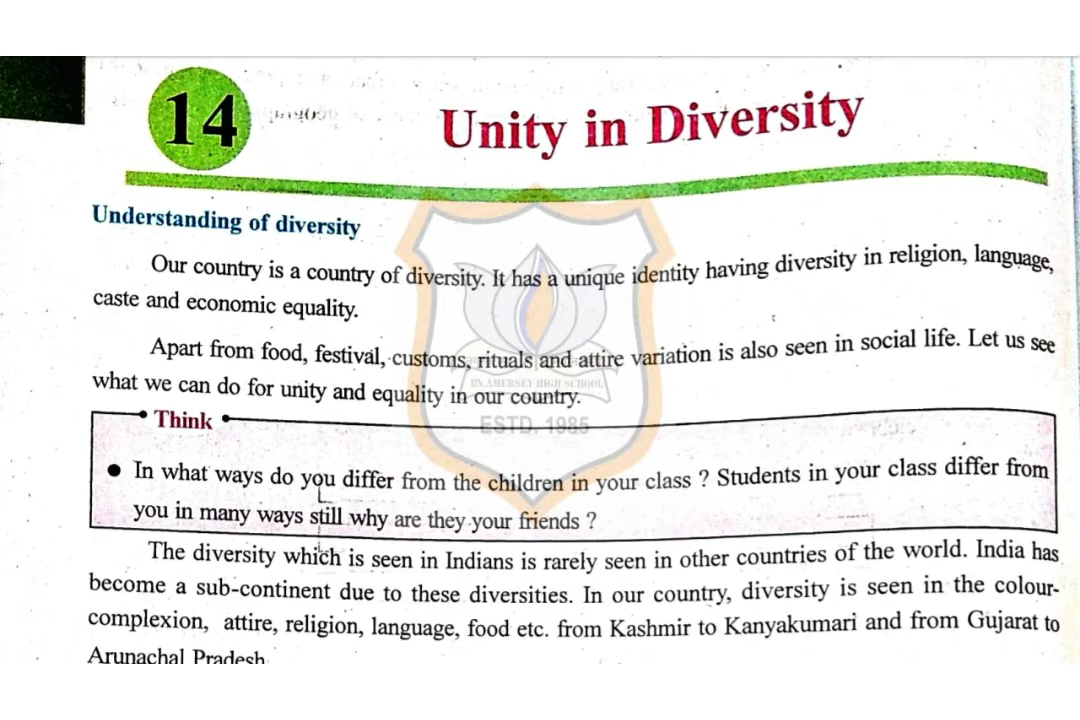 14
Unity in Diversity
Understanding of diversity
Our country is a country of diversity. It has a unique identity having diversity in religion, language,
caste and economic equality.
Apart from food, festival, customs, rituals and attire variation is also seen in social life. Let us see
what we can do for unity and equality in our country.
HIGH SCHOOL
ESTD. 1985
Think
• In what ways do you differ from the children in your class ? Students in your class differ from
you in many ways still why are they your friends ?
The diversity which is seen in Indians is rarely seen in other countries of the world. India has
become a sub-continent due to these diversities. In our country, diversity is seen in the colour-
complexion, attire, religion, language, food etc. from Kashmir to Kanyakumari and from Gujarat to
Arunachal Pradesh